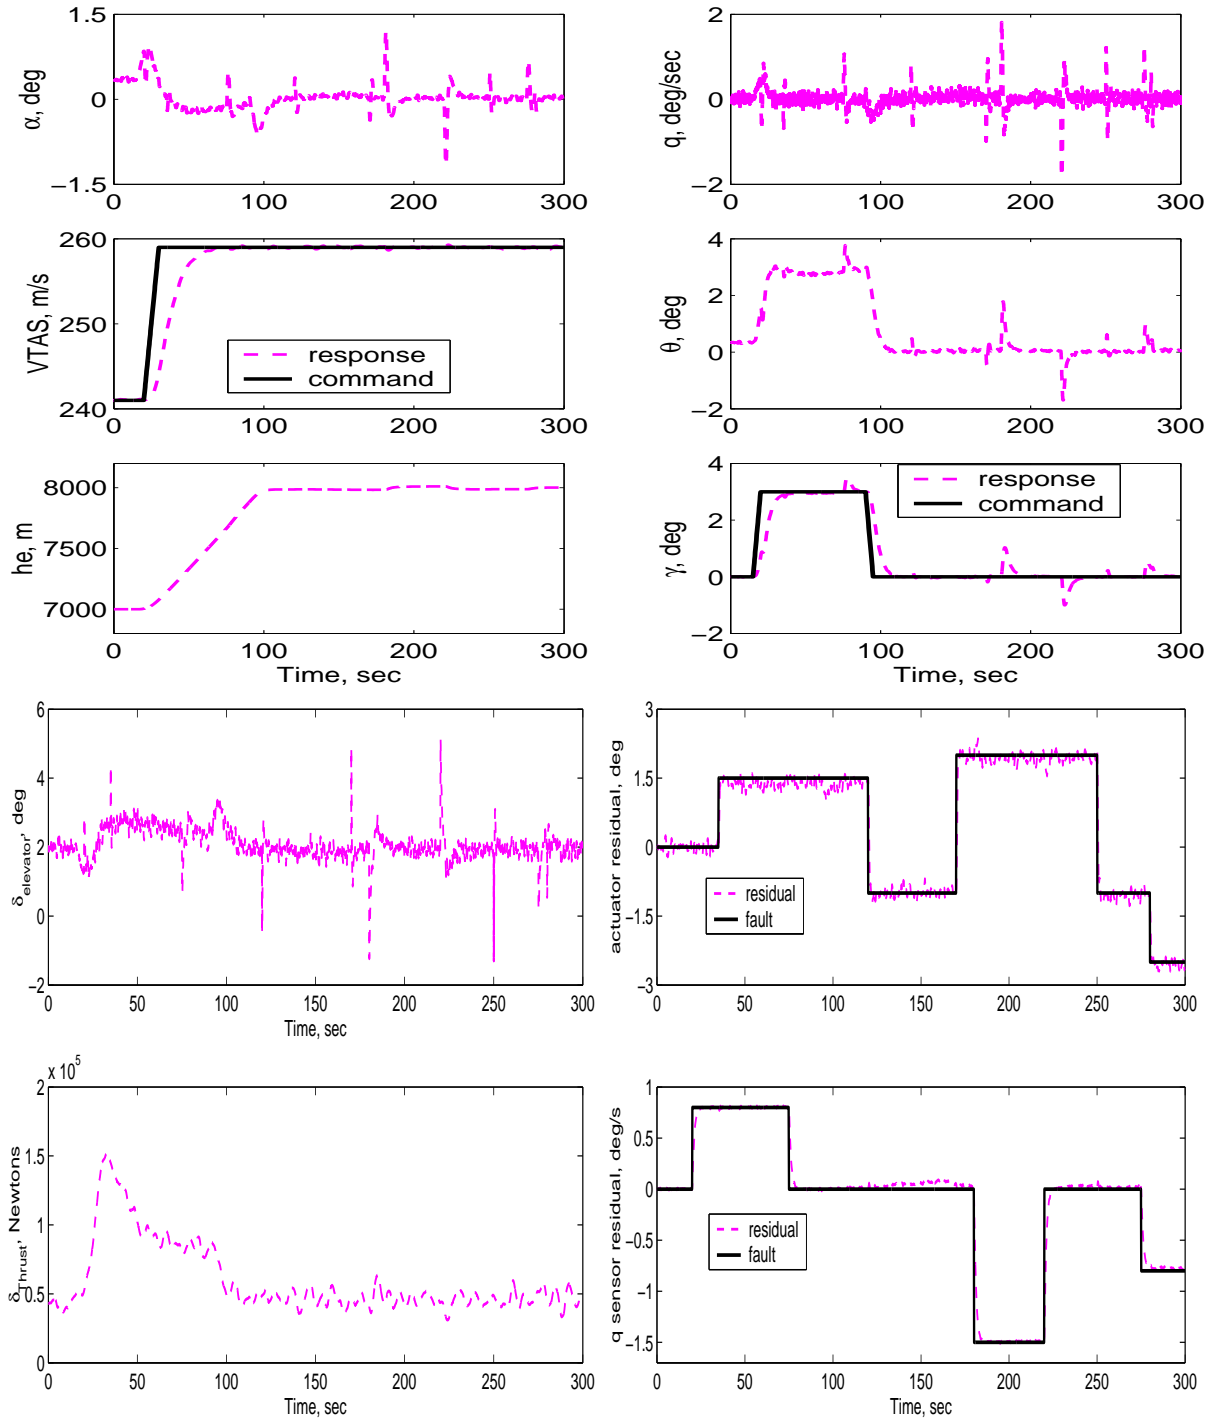 1.5
0
−1.5
α, deg
0 100 200 300
2
0
−2
q, deg/sec
0 100 200 300
260
250
240
VTAS, m/s
response
command
0 100 200 300
4
2
0
−2
θ, deg
0 100 200 300
8000
7500
7000
he, m
0 100 200 300
Time, sec
4
2
0
−2
γ, deg
response
command
0 100 200 300
Time, sec
6
4
2
0
−2
δelevator, deg
0 50 100 150 200 250 300
Time, sec
3
1.5
0
−1.5
−3
actuator residual, deg
residual
fault
0 50 100 150 200 250 300
Time, sec
x 10^5
2
1.5
1
0.5
0
δThrust, Newtons
0 50 100 150 200 250 300
Time, sec
1
0.5
0
−0.5
−1
−1.5
q sensor residual, deg/s
residual
fault
0 50 100 150 200 250 300
Time, sec